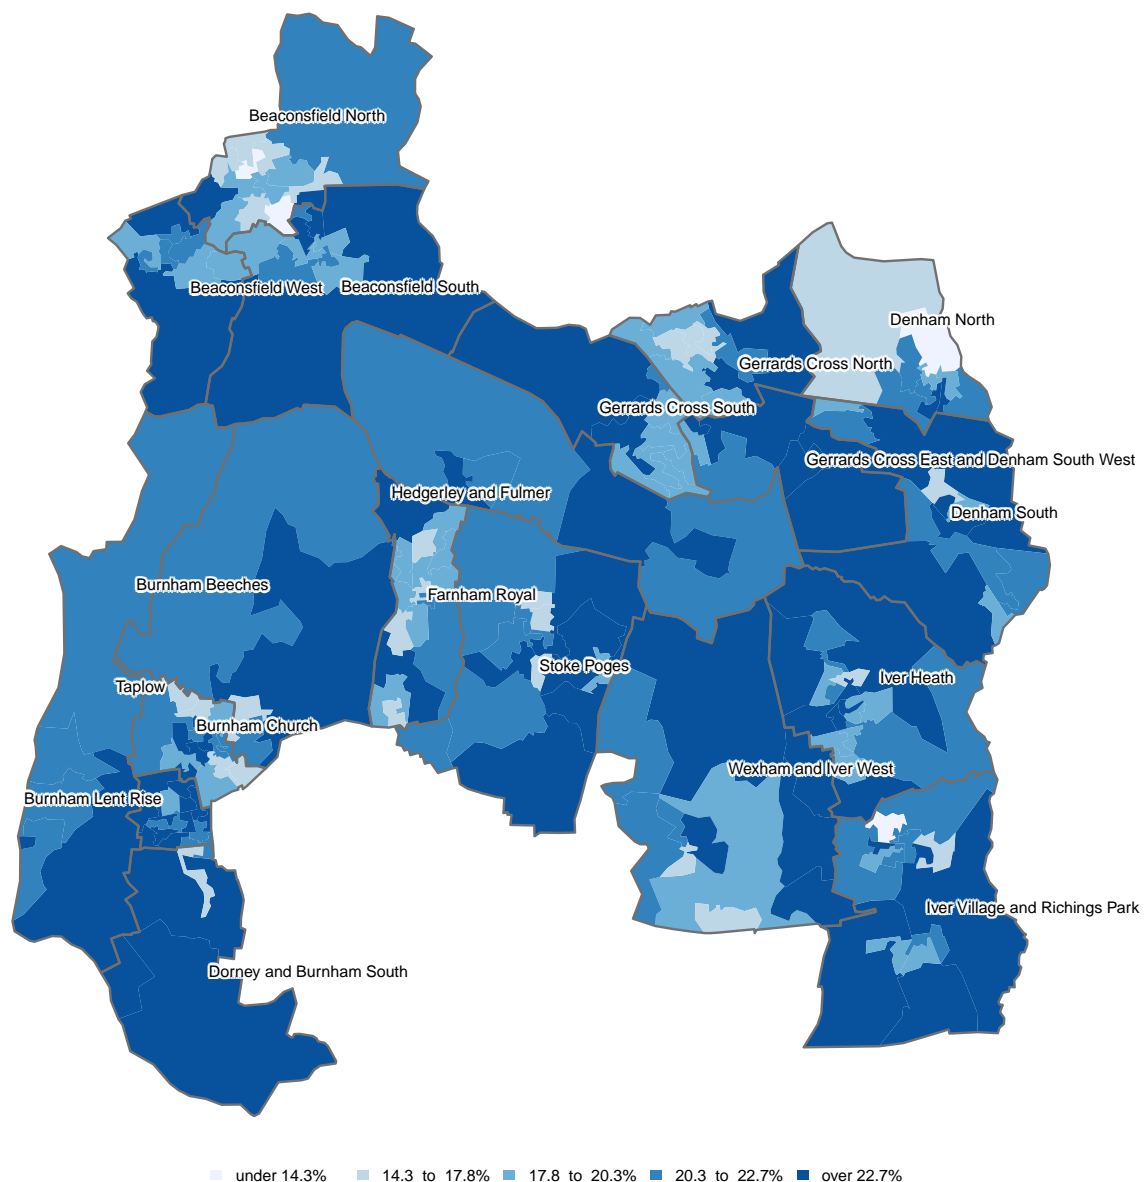 Beaconsfield North
Beaconsfield West
Beaconsfield South
Denham North
Gerrards Cross North
Gerrards Cross South
Gerrards Cross East and Denham South West
Hedgerley and Fulmer
Denham South
Burnham Beeches
Farnham Royal
Stoke Poges
Iver Heath
Taplow
Burnham Church
Wexham and Iver West
Burnham Lent Rise
Iver Village and Richings Park
Dorney and Burnham South
under 14.3% 14.3 to 17.8% 17.8 to 20.3% 20.3 to 22.7% over 22.7%